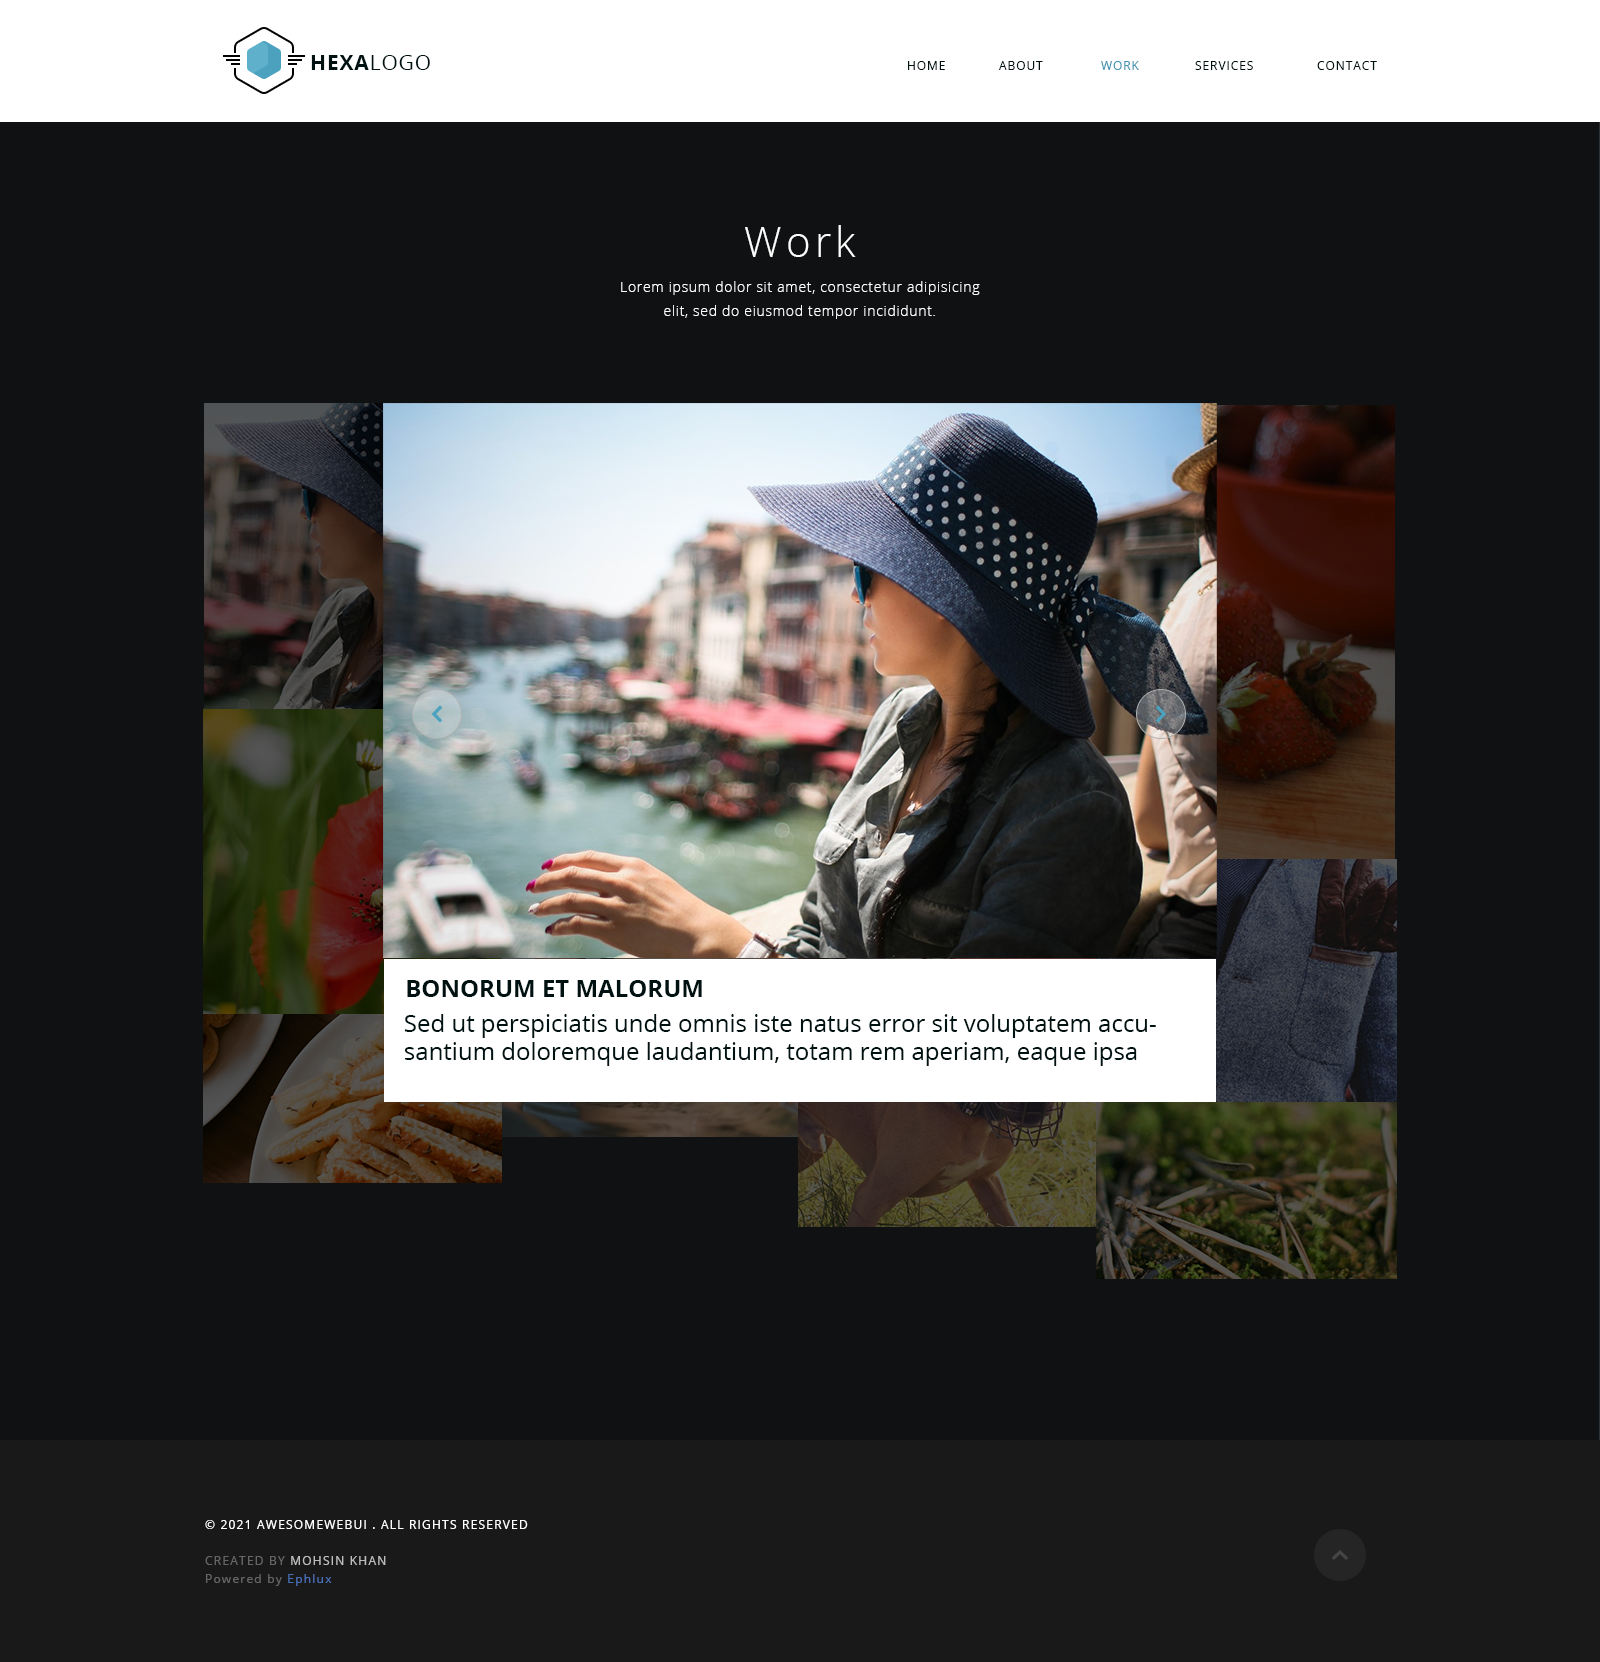 HEXALOGO
HOME ABOUT WORK SERVICES CONTACT
Work
Lorem ipsum dolor sit amet, consectetur adipisicing
elit, sed do eiusmod tempor incididunt.
BONORUM ET MALORUM
Sed ut perspiciatis unde omnis iste natus error sit voluptatem accu-
santium doloremque laudantium, totam rem aperiam, eaque ipsa
© 2021 AWESOMEWEBUI . ALL RIGHTS RESERVED
CREATED BY MOHSIN KHAN
Powered by Ephlux